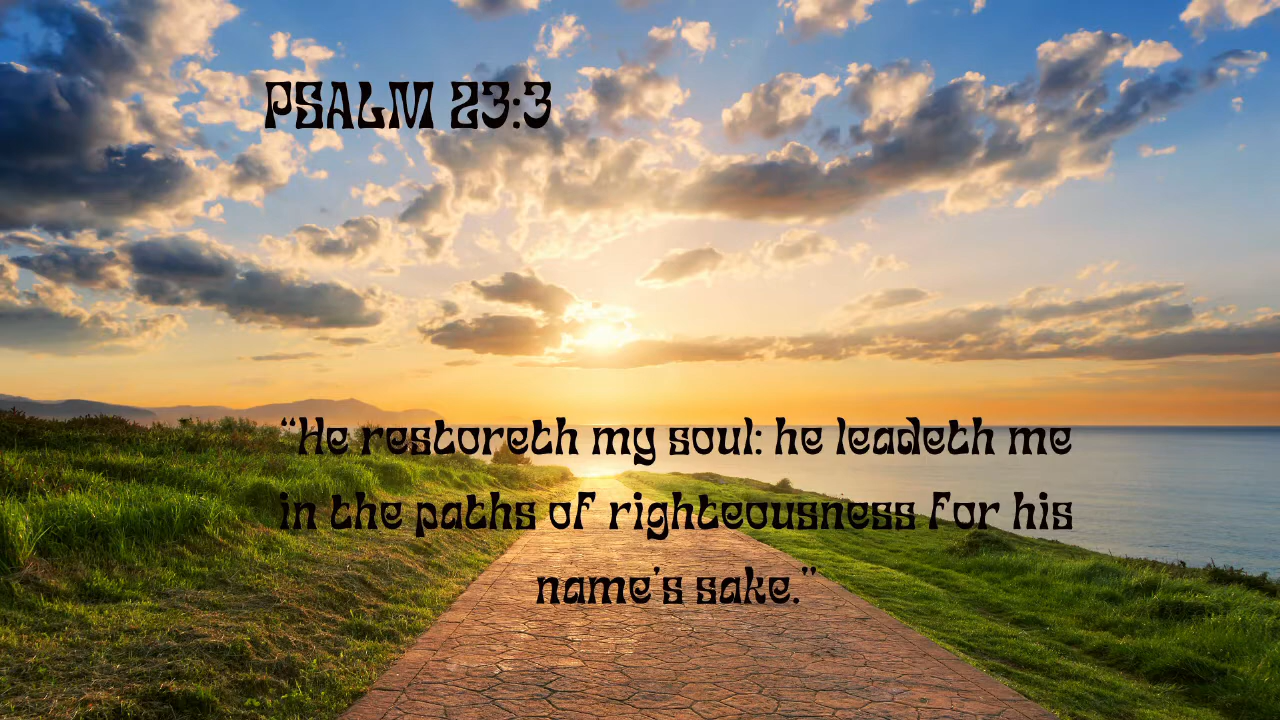 PSALM 23:3
“He restoreth my soul: he leadeth me
in the paths of righteousness for his
name's sake.”